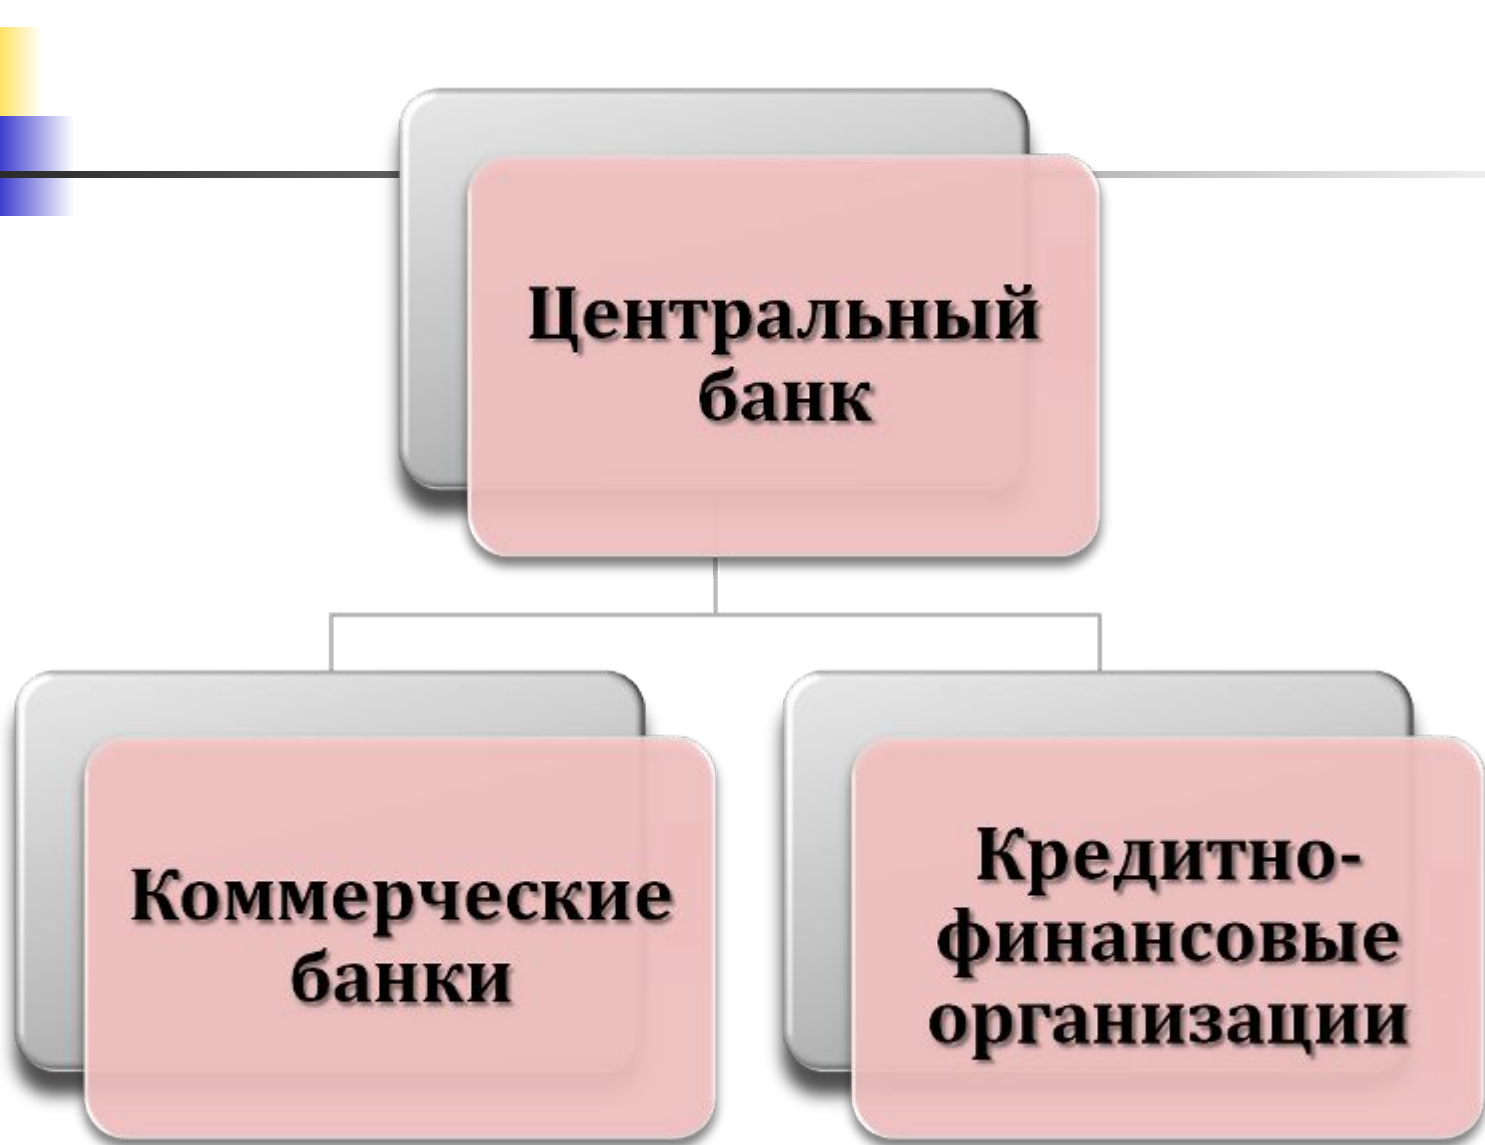 Центральный
банк
Коммерческие
банки
Кредитно-
финансовые
организации